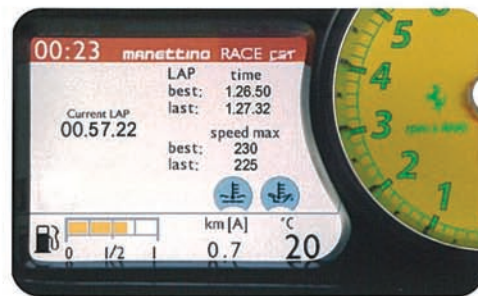 00:23 manettino RACE CST
LAP time
best: 1.26.50
last: 1.27.32
Current LAP
00.57.22
speed max
best: 230
last: 225
km [A] °C
0 1/2 1 0.7 20
6
5
4
3
2
1